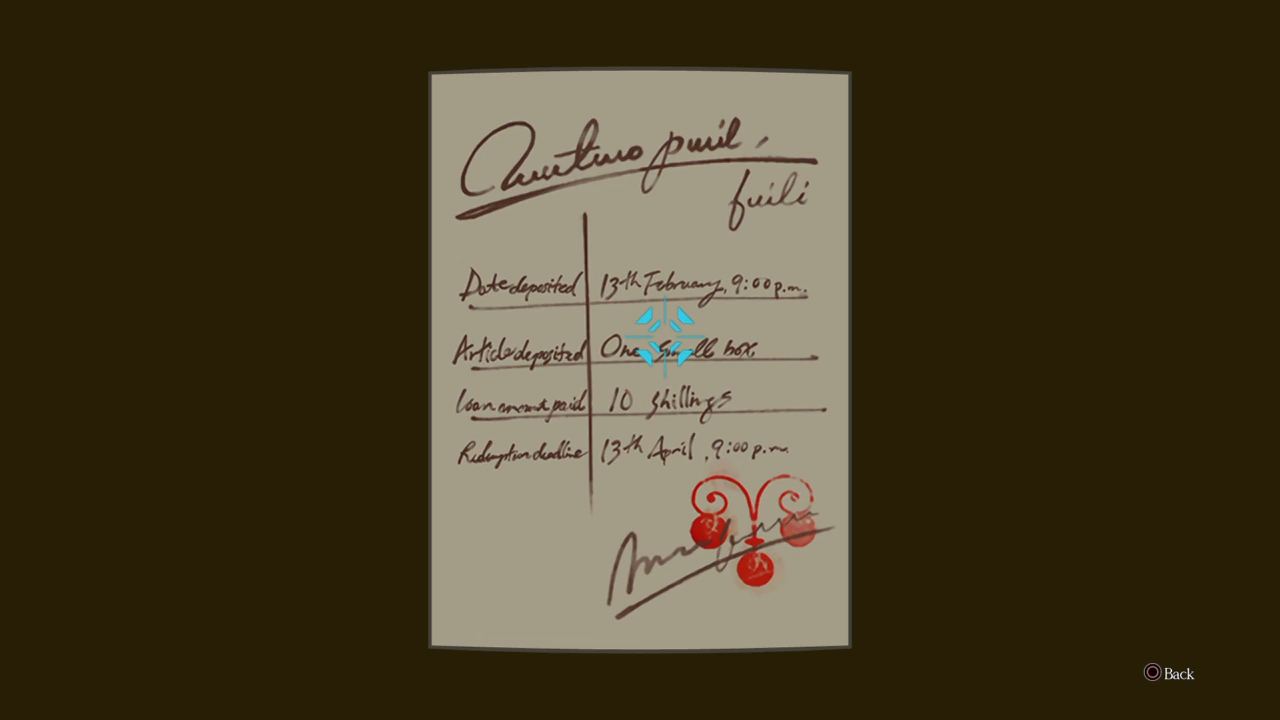 Date deposited 13th February, 9:00 p.m.
Article deposited One small box
Loan amount paid 10 shillings
Redemption deadline 13th April, 9:00 p.m.
Back